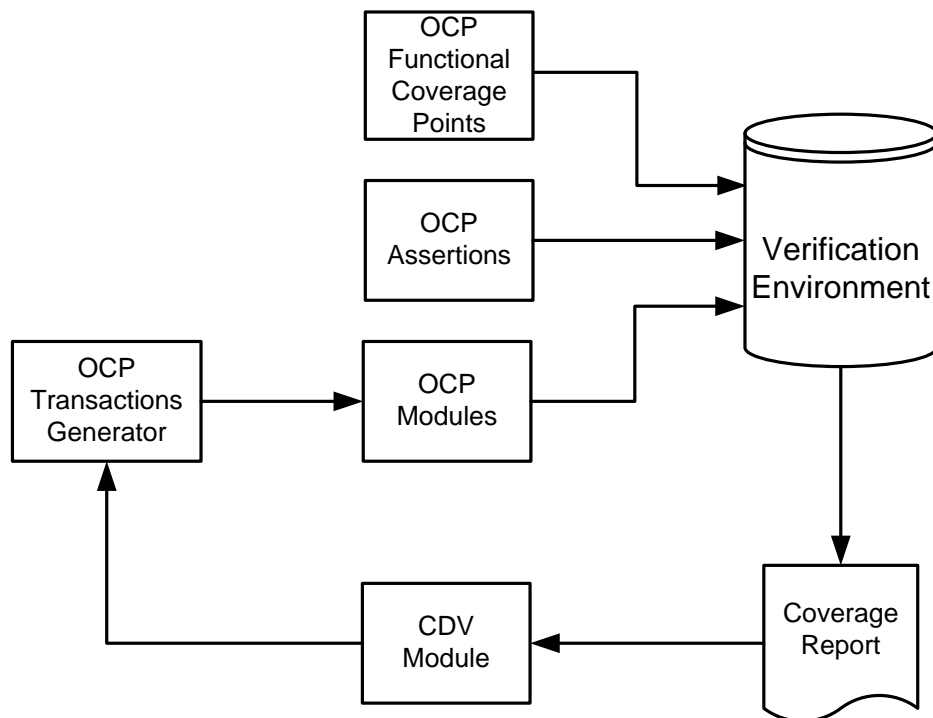 OCP
Functional
Coverage
Points
OCP
Assertions
Verification
Environment
OCP
Transactions
Generator
OCP
Modules
CDV
Module
Coverage
Report